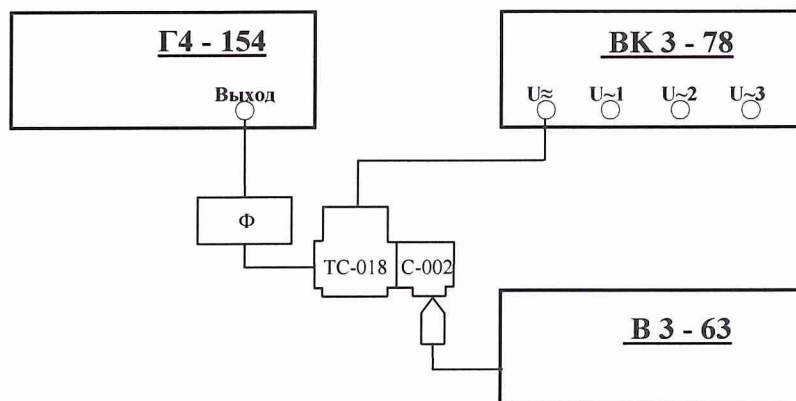 Г4 - 154
Выход
ВК 3 - 78
U≈ U~1 U~2 U~3
Ф
ТС-018 С-002
В 3 - 63